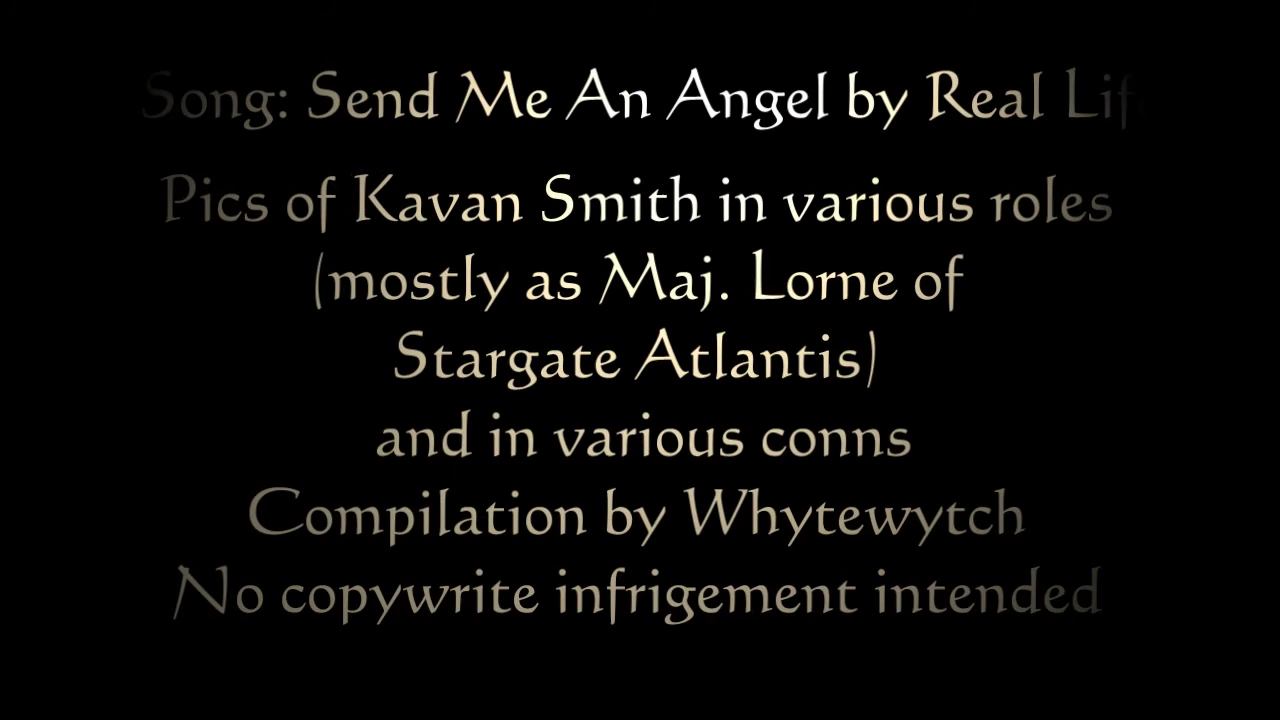 Song: Send Me An Angel by Real Life
Pics of Kavan Smith in various roles
(mostly as Maj. Lorne of
Stargate Atlantis)
and in various conns
Compilation by Whytewytch
No copywrite infrigement intended